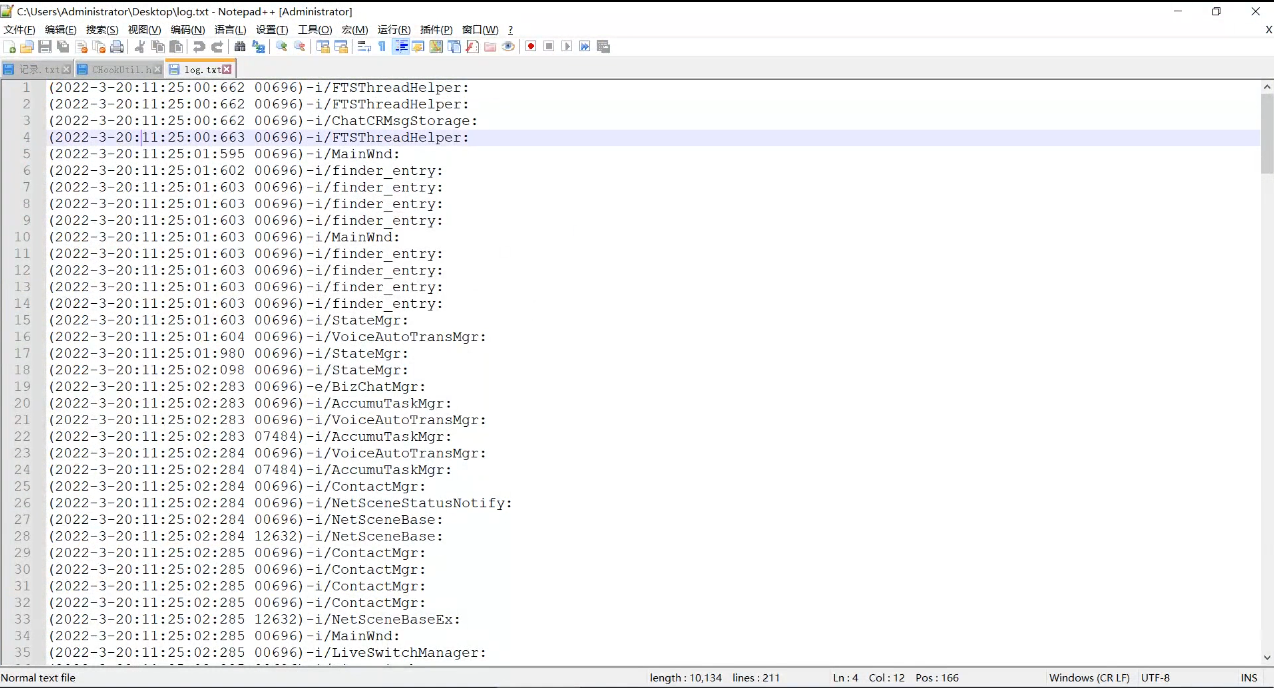 C:\Users\Administrator\Desktop\log.txt - Notepad++ [Administrator]
文件(F) 编辑(E) 搜索(S) 视图(V) 编码(N) 语言(L) 设置(T) 工具(O) 宏(M) 运行(R) 插件(P) 窗口(W) ? X
记录.txt CHookUtil.h log.txt
1 (2022-3-20:11:25:00:662 00696)-i/FTSThreadHelper:
2 (2022-3-20:11:25:00:662 00696)-i/FTSThreadHelper:
3 (2022-3-20:11:25:00:662 00696)-i/ChatCRMsgStorage:
4 (2022-3-20:11:25:00:663 00696)-i/FTSThreadHelper:
5 (2022-3-20:11:25:01:595 00696)-i/MainWnd:
6 (2022-3-20:11:25:01:602 00696)-i/finder_entry:
7 (2022-3-20:11:25:01:603 00696)-i/finder_entry:
8 (2022-3-20:11:25:01:603 00696)-i/finder_entry:
9 (2022-3-20:11:25:01:603 00696)-i/finder_entry:
10 (2022-3-20:11:25:01:603 00696)-i/MainWnd:
11 (2022-3-20:11:25:01:603 00696)-i/finder_entry:
12 (2022-3-20:11:25:01:603 00696)-i/finder_entry:
13 (2022-3-20:11:25:01:603 00696)-i/finder_entry:
14 (2022-3-20:11:25:01:603 00696)-i/finder_entry:
15 (2022-3-20:11:25:01:603 00696)-i/StateMgr:
16 (2022-3-20:11:25:01:604 00696)-i/VoiceAutoTransMgr:
17 (2022-3-20:11:25:01:980 00696)-i/StateMgr:
18 (2022-3-20:11:25:02:098 00696)-i/StateMgr:
19 (2022-3-20:11:25:02:283 00696)-e/BizChatMgr:
20 (2022-3-20:11:25:02:283 00696)-i/AccumuTaskMgr:
21 (2022-3-20:11:25:02:283 00696)-i/VoiceAutoTransMgr:
22 (2022-3-20:11:25:02:283 07484)-i/AccumuTaskMgr:
23 (2022-3-20:11:25:02:284 00696)-i/VoiceAutoTransMgr:
24 (2022-3-20:11:25:02:284 07484)-i/AccumuTaskMgr:
25 (2022-3-20:11:25:02:284 00696)-i/ContactMgr:
26 (2022-3-20:11:25:02:284 00696)-i/NetSceneStatusNotify:
27 (2022-3-20:11:25:02:284 00696)-i/NetSceneBase:
28 (2022-3-20:11:25:02:284 12632)-i/NetSceneBase:
29 (2022-3-20:11:25:02:285 00696)-i/ContactMgr:
30 (2022-3-20:11:25:02:285 00696)-i/ContactMgr:
31 (2022-3-20:11:25:02:285 00696)-i/ContactMgr:
32 (2022-3-20:11:25:02:285 00696)-i/ContactMgr:
33 (2022-3-20:11:25:02:285 12632)-i/NetSceneBaseEx:
34 (2022-3-20:11:25:02:285 00696)-i/MainWnd:
35 (2022-3-20:11:25:02:285 00696)-i/LiveSwitchManager:
Normal text file length : 10,134 lines : 211 Ln : 4 Col : 12 Pos : 166 Windows (CR LF) UTF-8 INS